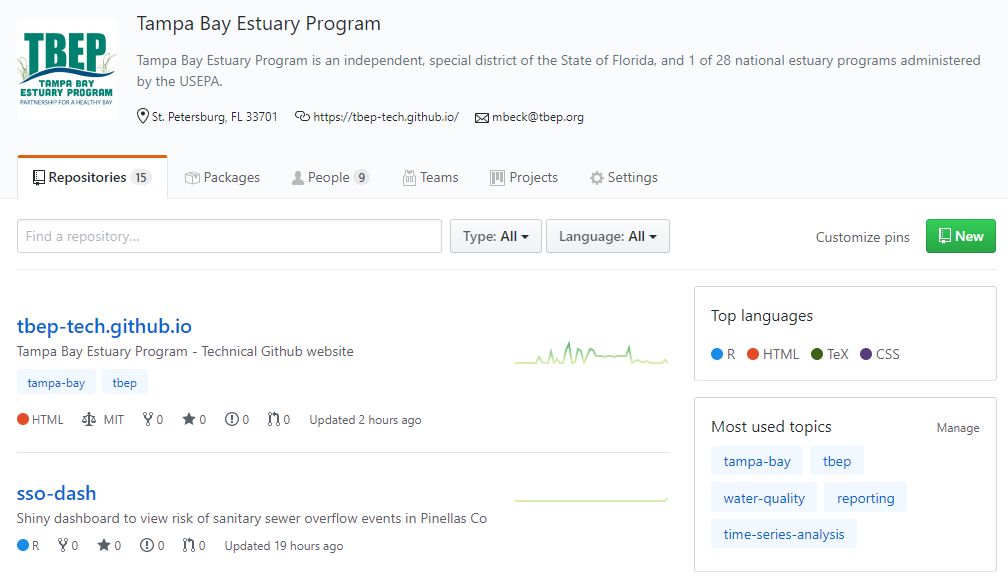 TBEP
TAMPA BAY
ESTUARY PROGRAM
PARTNERSHIP FOR A HEALTHY BAY
Tampa Bay Estuary Program
Tampa Bay Estuary Program is an independent, special district of the State of Florida, and 1 of 28 national estuary programs administered
by the USEPA.
St. Petersburg, FL 33701 https://tbep-tech.github.io/ mbeck@tbep.org
Repositories 15 Packages People 9 Teams Projects Settings
Find a repository... Type: All Language: All Customize pins New
tbep-tech.github.io
Tampa Bay Estuary Program - Technical Github website
tampa-bay tbep
HTML MIT 0 0 0 0 Updated 2 hours ago
sso-dash
Shiny dashboard to view risk of sanitary sewer overflow events in Pinellas Co
R 0 0 0 0 Updated 19 hours ago
Top languages
R HTML TeX CSS
Most used topics Manage
tampa-bay tbep
water-quality reporting
time-series-analysis